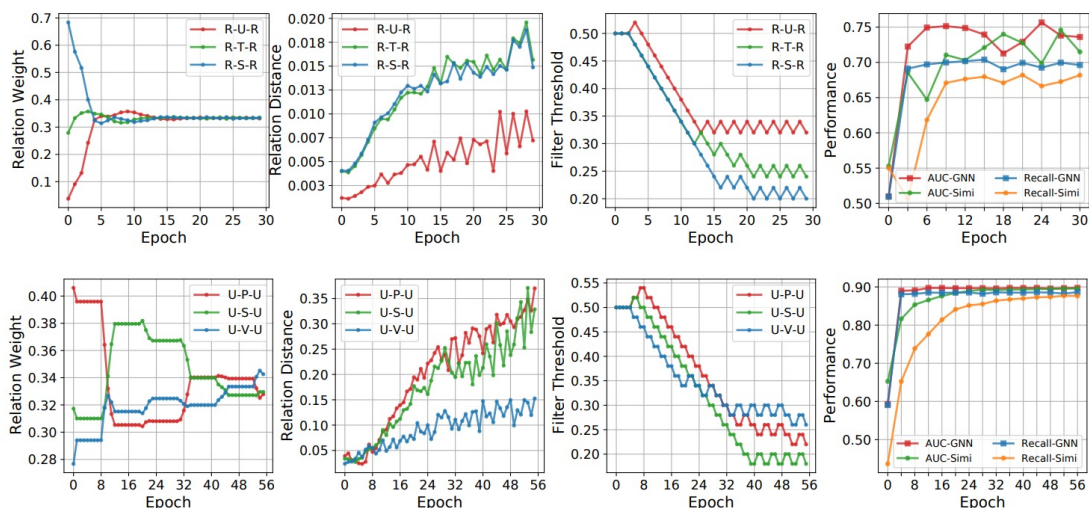 Relation Weight
0.7
0.6
0.5
0.4
0.3
0.2
0.1
R-U-R
R-T-R
R-S-R
0 5 10 15 20 25 30
Epoch
Relation Distance
0.020
0.018
0.015
0.013
0.010
0.007
0.005
0.003
R-U-R
R-T-R
R-S-R
0 5 10 15 20 25 30
Epoch
Filter Threshold
0.50
0.45
0.40
0.35
0.30
0.25
0.20
R-U-R
R-T-R
R-S-R
0 5 10 15 20 25 30
Epoch
Performance
0.75
0.70
0.65
0.60
0.55
0.50
AUC-GNN Recall-GNN
AUC-Simi Recall-Simi
0 6 12 18 24 30
Epoch
Relation Weight
0.40
0.38
0.36
0.34
0.32
0.30
0.28
U-P-U
U-S-U
U-V-U
0 8 16 24 32 40 48 56
Epoch
Relation Distance
0.35
0.30
0.25
0.20
0.15
0.10
0.05
U-P-U
U-S-U
U-V-U
0 8 16 24 32 40 48 56
Epoch
Filter Threshold
0.55
0.50
0.45
0.40
0.35
0.30
0.25
0.20
U-P-U
U-S-U
U-V-U
0 8 16 24 32 40 48 56
Epoch
Performance
0.90
0.80
0.70
0.60
0.50
AUC-GNN Recall-GNN
AUC-Simi Recall-Simi
0 8 16 24 32 40 48 56
Epoch